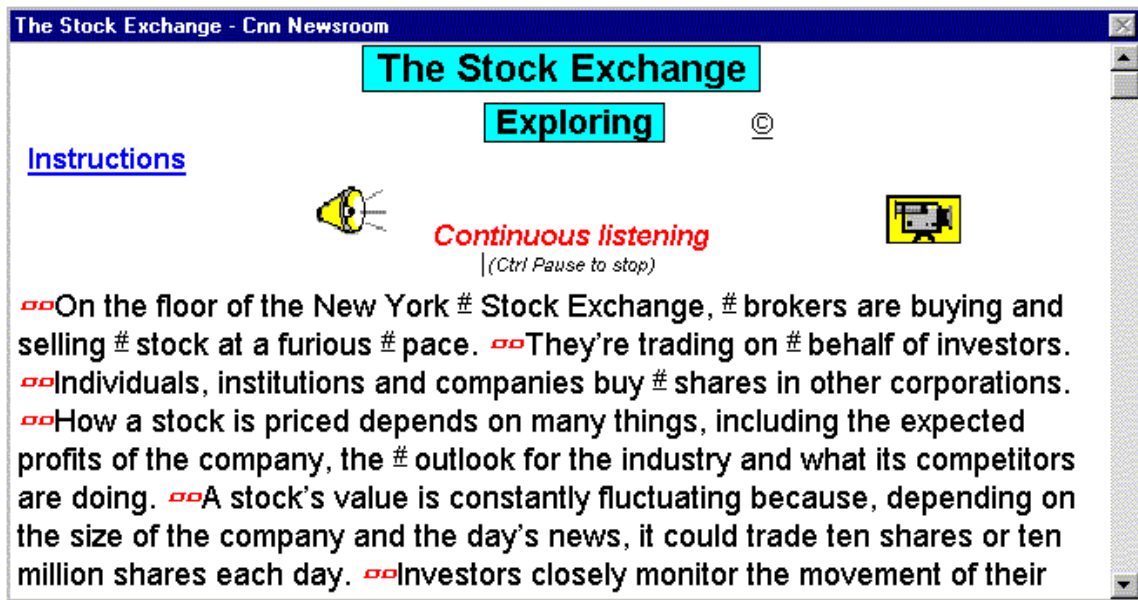 The Stock Exchange - Cnn Newsroom
The Stock Exchange
Exploring ©
Instructions
Continuous listening
(Ctrl Pause to stop)
On the floor of the New York # Stock Exchange, # brokers are buying and
selling # stock at a furious # pace. They're trading on # behalf of investors.
Individuals, institutions and companies buy # shares in other corporations.
How a stock is priced depends on many things, including the expected
profits of the company, the # outlook for the industry and what its competitors
are doing. A stock's value is constantly fluctuating because, depending on
the size of the company and the day's news, it could trade ten shares or ten
million shares each day. Investors closely monitor the movement of their